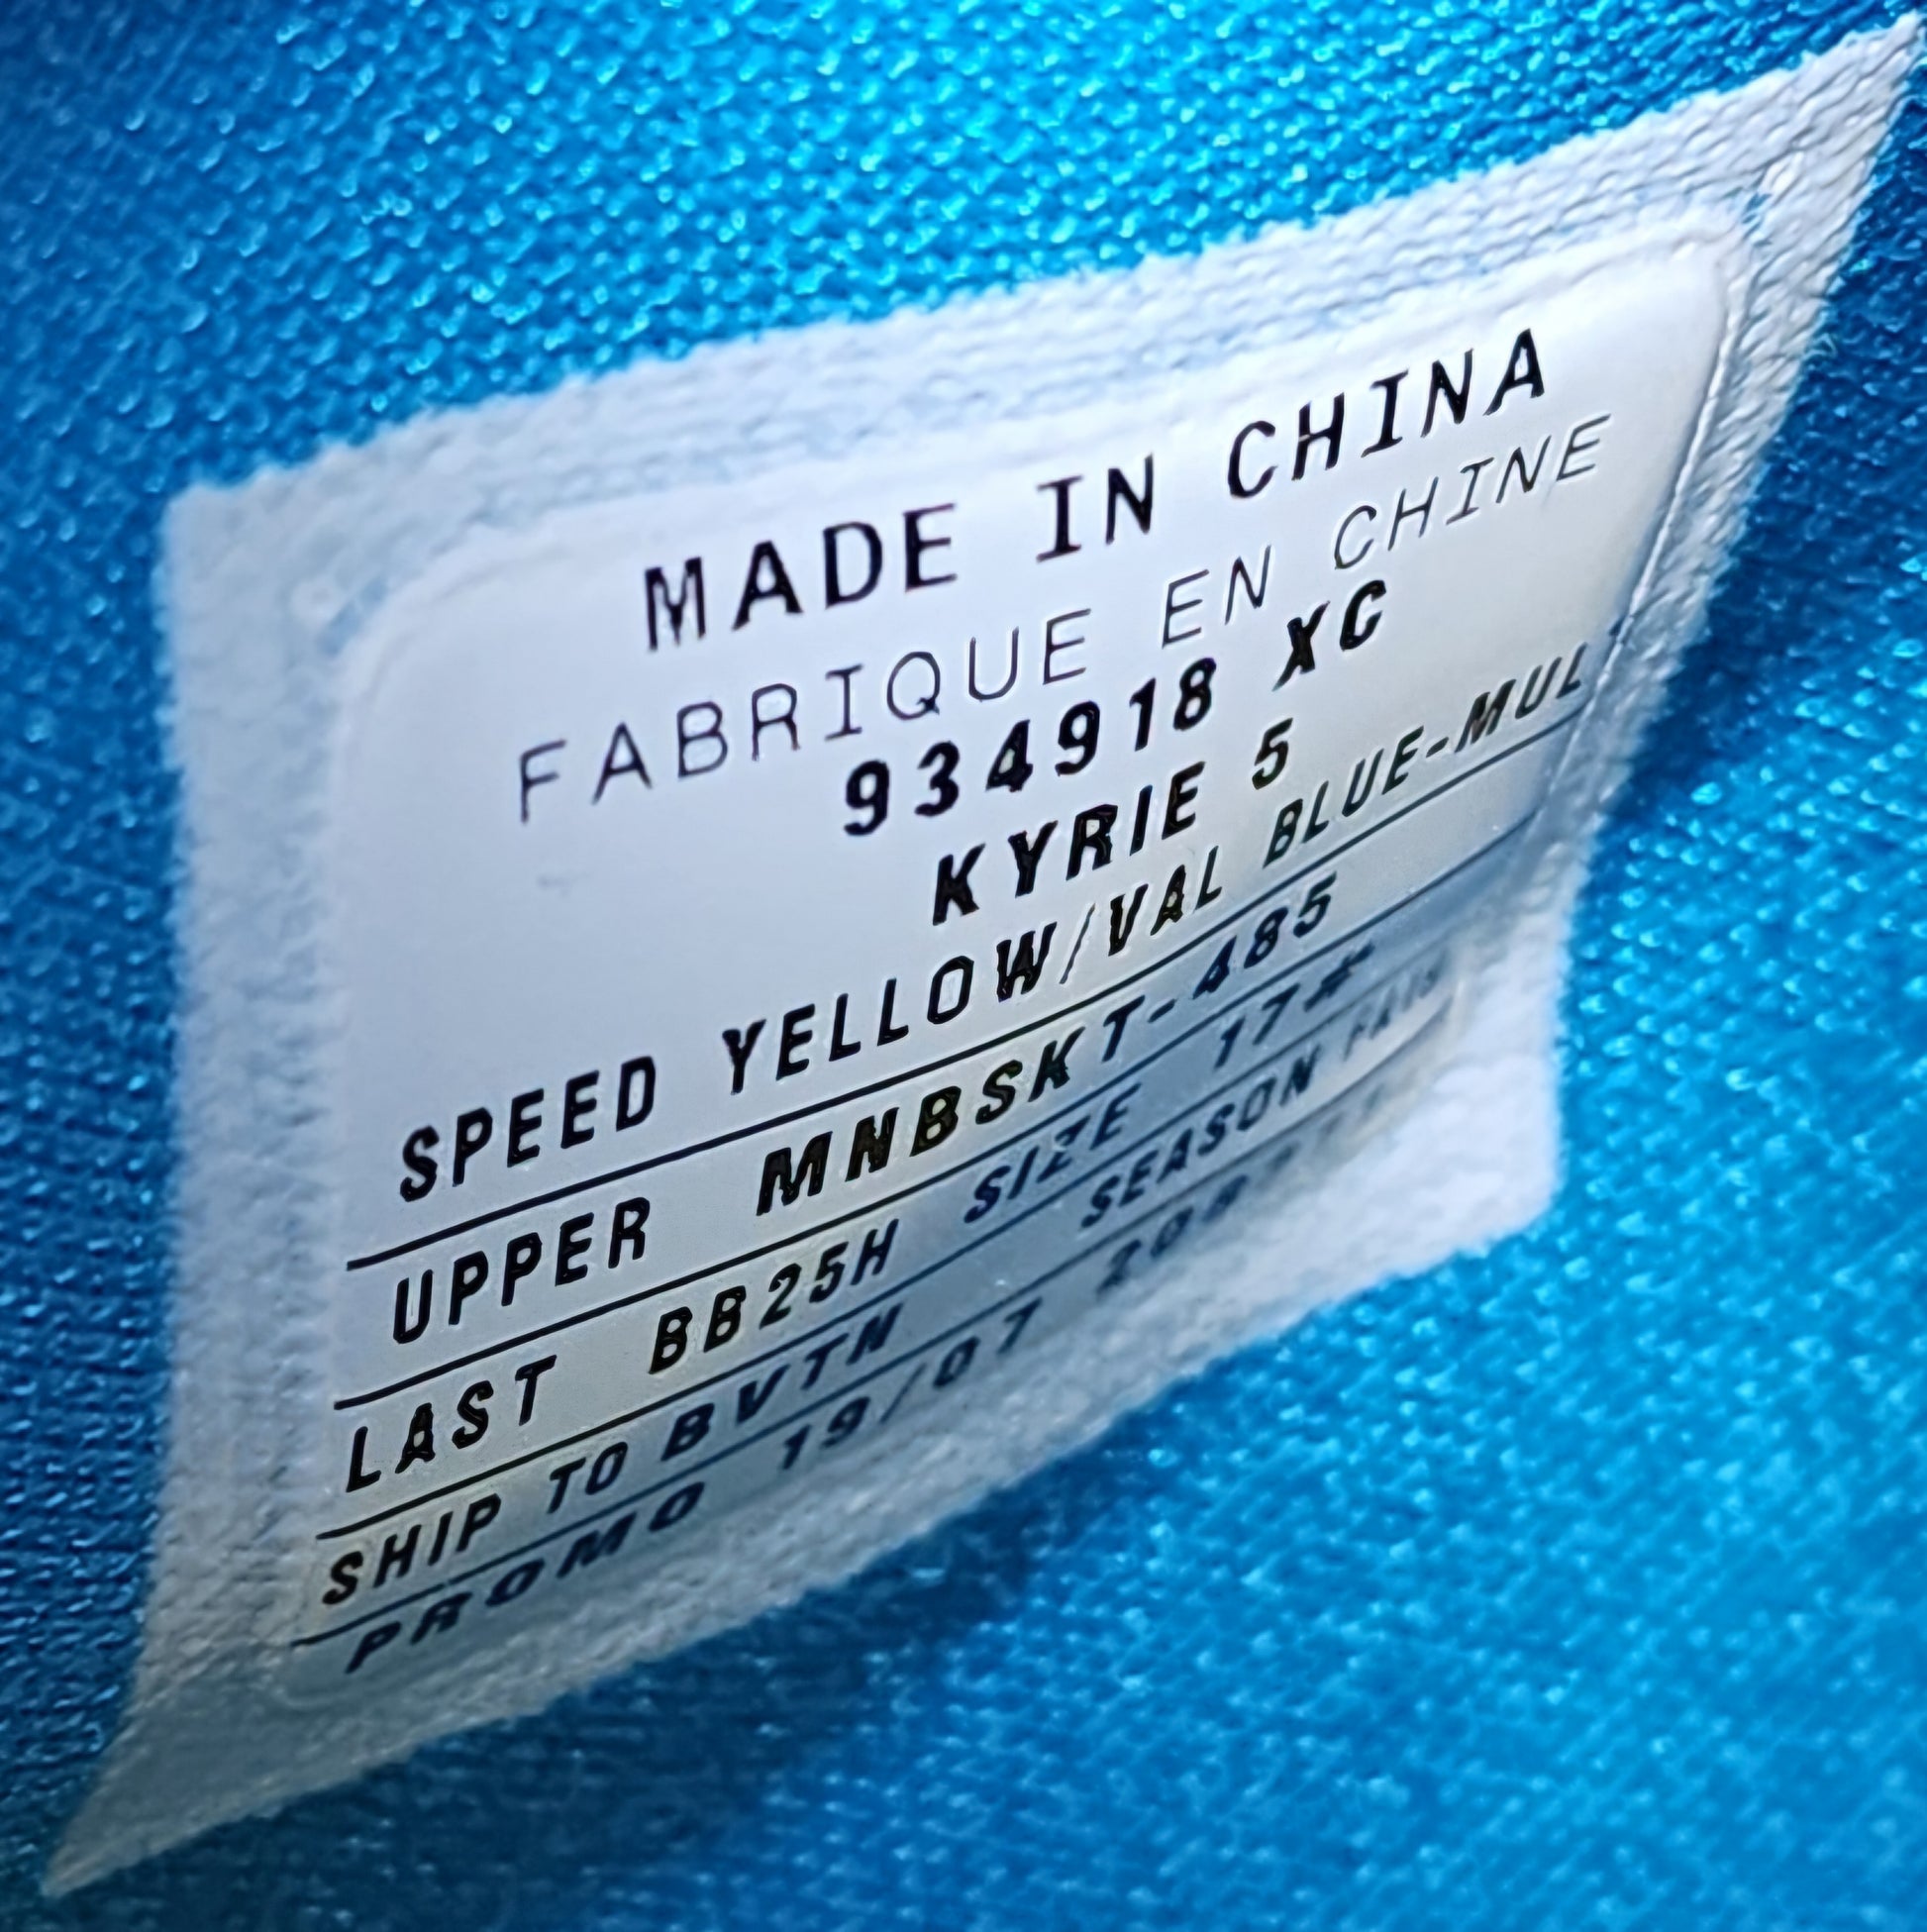 MADE IN CHINA
FABRIQUE EN CHINE
934918 XC
KYRIE 5
SPEED YELLOW/VAL BLUE-MUL
UPPER MNBSKT-485
LAST BB25H SIZE 17#
SHIP TO BVTN SEASON
PROMO 19/07